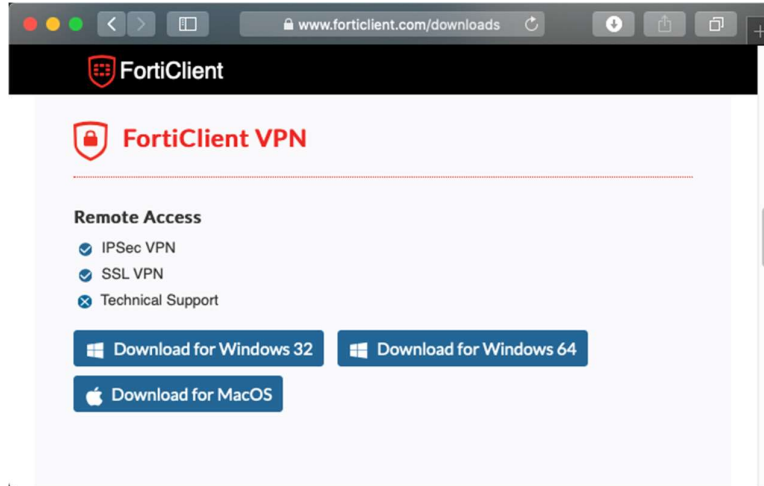 www.forticlient.com/downloads
FortiClient
FortiClient VPN
Remote Access
IPSec VPN
SSL VPN
Technical Support
Download for Windows 32
Download for Windows 64
Download for MacOS